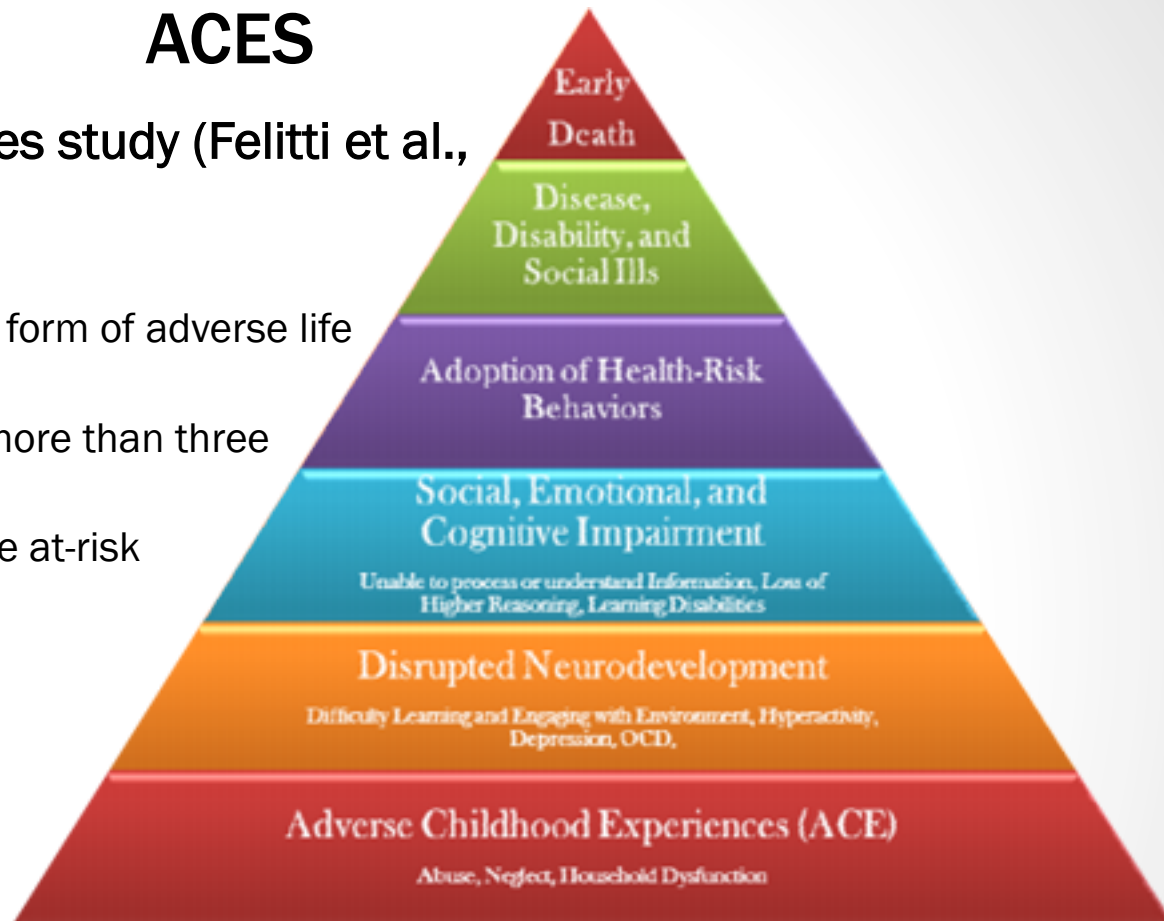 ACES
es study (Felitti et al.,
form of adverse life
more than three
e at-risk
Early
Death
Disease,
Disability, and
Social Ills
Adoption of Health-Risk
Behaviors
Social, Emotional, and
Cognitive Impairment
Unable to process or understand Information, Loss of
Higher Reasoning, Learning Disabilities
Disrupted Neurodevelopment
Difficulty Learning and Engaging with Environment, Hyperactivity,
Depression, OCD,
Adverse Childhood Experiences (ACE)
Abuse, Neglect, Household Dysfunction